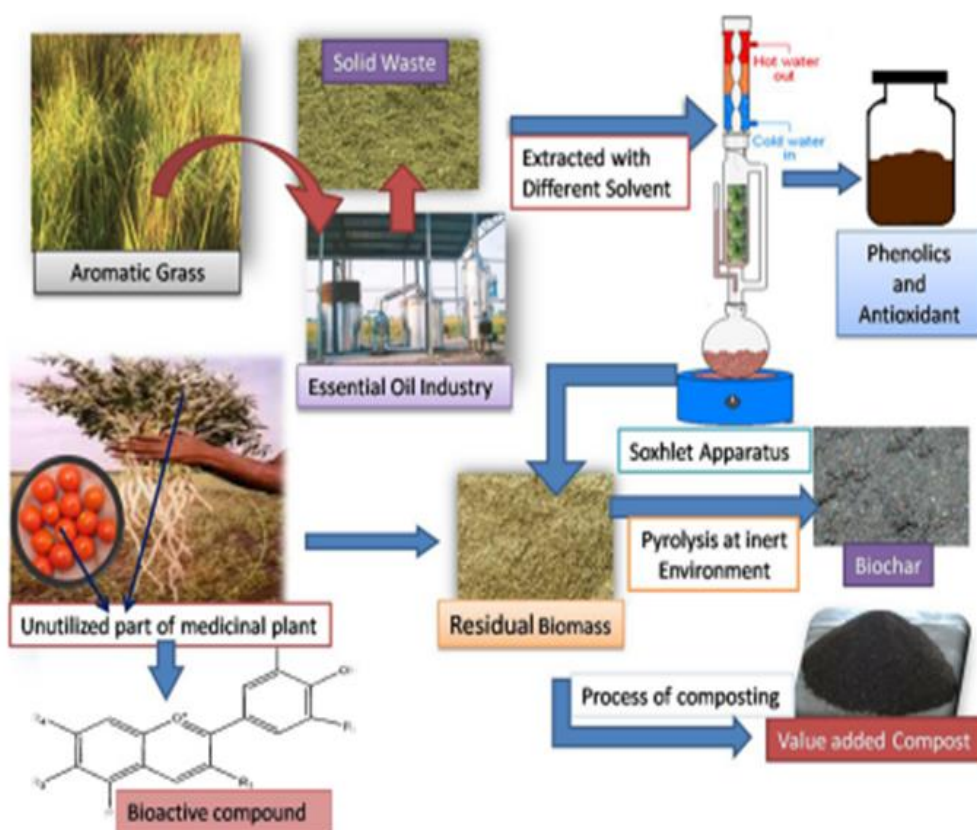 Solid Waste
Hot water
out
Cold water
in
Extracted with
Different Solvent
Aromatic Grass
Phenolics
and
Antioxidant
Essential Oil Industry
Soxhlet Apparatus
Pyrolysis at inert
Environment
Biochar
Unutilized part of medicinal plant
Residual Biomass
Process of composting
Value added Compost
O+
R₄
R₃
Bioactive compound